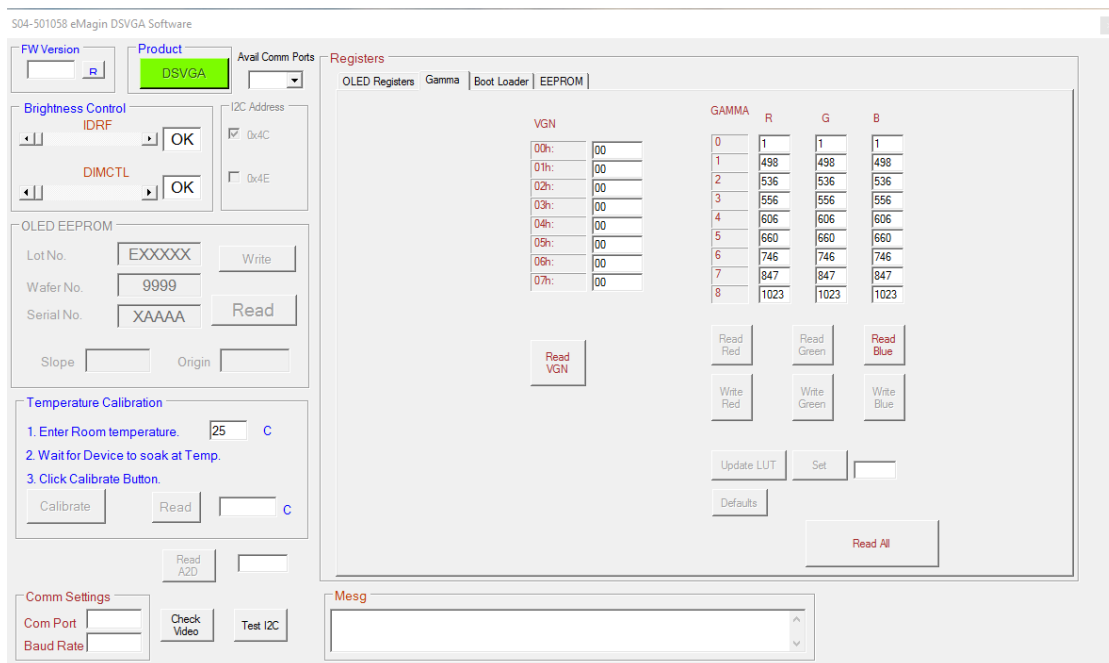 S04-501058 eMagin DSVGA Software
FW Version
R
Product
DSVGA
Avail Comm Ports
Brightness Control
IDRF
OK
DIMCTL
OK
I2C Address
0x4C
0x4E
OLED EEPROM
Lot No. EXXXXX Write
Wafer No. 9999
Serial No. XAAAA Read
Slope Origin
Temperature Calibration
1. Enter Room temperature. 25 C
2. Wait for Device to soak at Temp.
3. Click Calibrate Button.
Calibrate Read C
Read
A2D
Comm Settings
Com Port
Baud Rate
Check
Video
Test I2C
Registers
OLED Registers Gamma Boot Loader EEPROM
VGN
00h: 00
01h: 00
02h: 00
03h: 00
04h: 00
05h: 00
06h: 00
07h: 00
Read
VGN
GAMMA R G B
0 1 1 1
1 498 498 498
2 536 536 536
3 556 556 556
4 606 606 606
5 660 660 660
6 746 746 746
7 847 847 847
8 1023 1023 1023
Read
Red
Read
Green
Read
Blue
Write
Red
Write
Green
Write
Blue
Update LUT Set
Defaults
Read All
Mesg